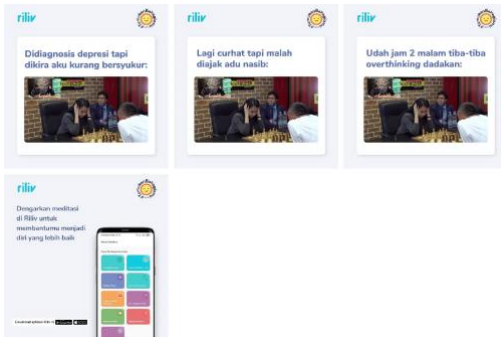 riliv
Didiagnosis depresi tapi
dikira aku kurang bersyukur:
riliv
Lagi curhat tapi malah
diajak adu nasib:
riliv
Udah jam 2 malam tiba-tiba
overthinking dadakan:
riliv
Dengarkan meditasi
di Riliv untuk
membantumu menjadi
diri yang lebih baik